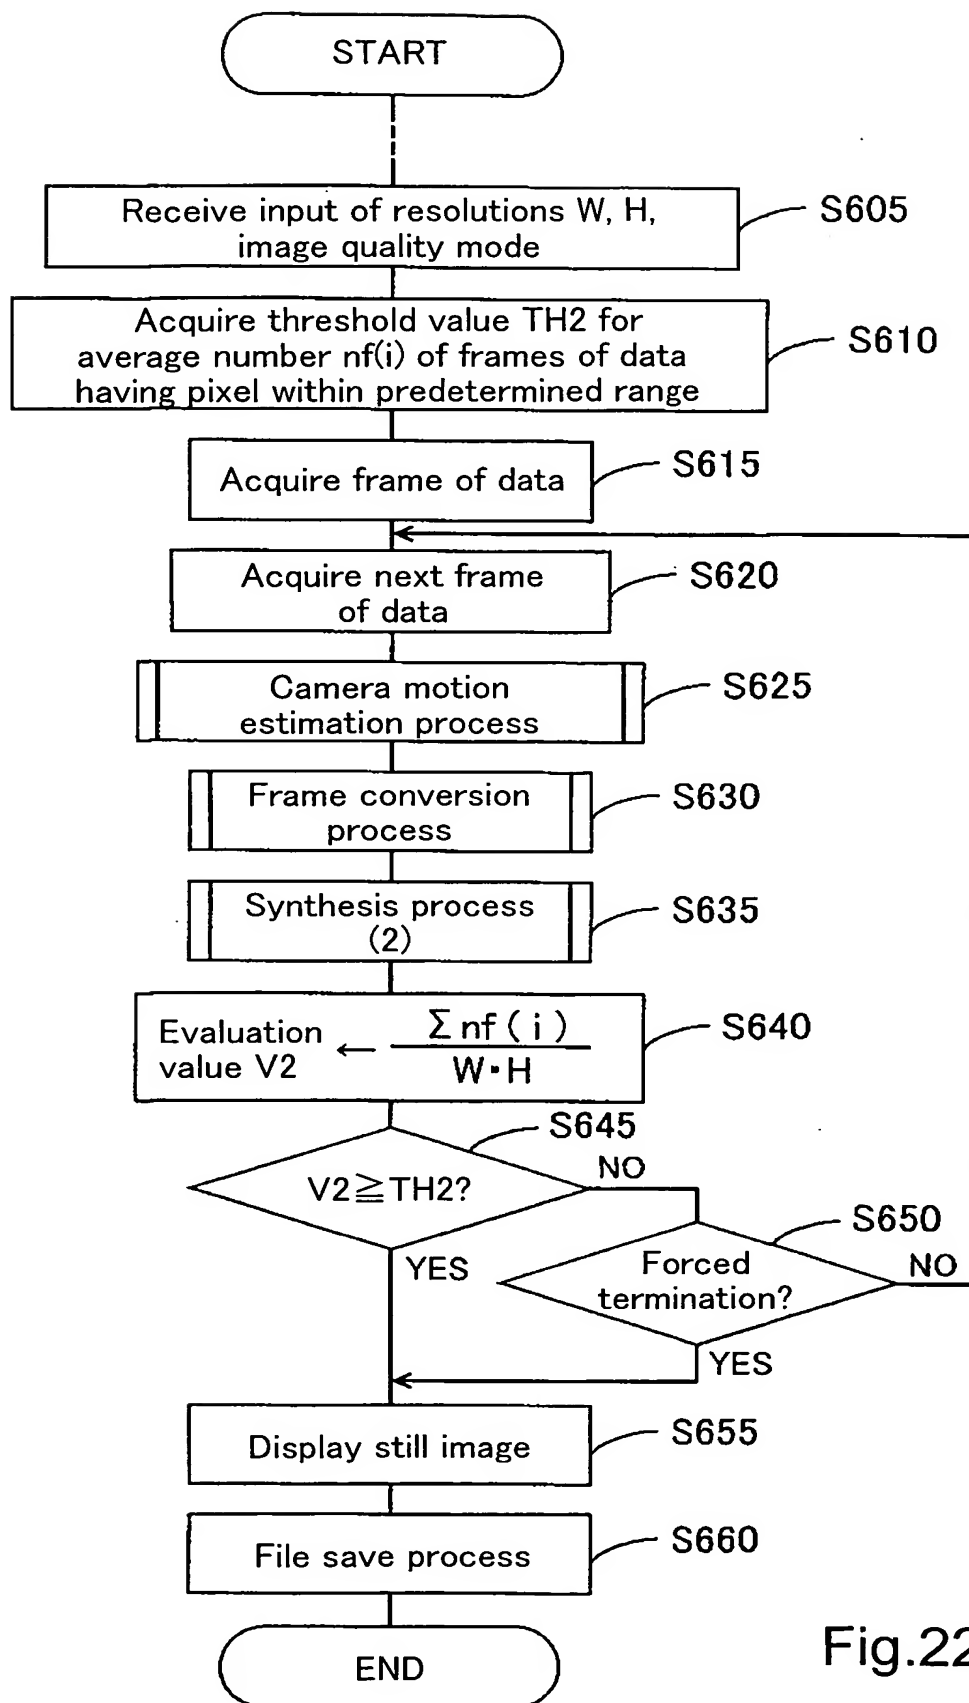 START
Receive input of resolutions W, H,
image quality mode
S605
Acquire threshold value TH2 for
average number nf(i) of frames of data
having pixel within predetermined range
S610
Acquire frame of data
S615
Acquire next frame
of data
S620
Camera motion
estimation process
S625
Frame conversion
process
S630
Synthesis process
(2)
S635
Evaluation
value V2 ← Σ nf ( i ) / W・H
S640
V2≧TH2?
S645
NO
YES
Forced
termination?
S650
NO
YES
Display still image
S655
File save process
S660
END
Fig.22